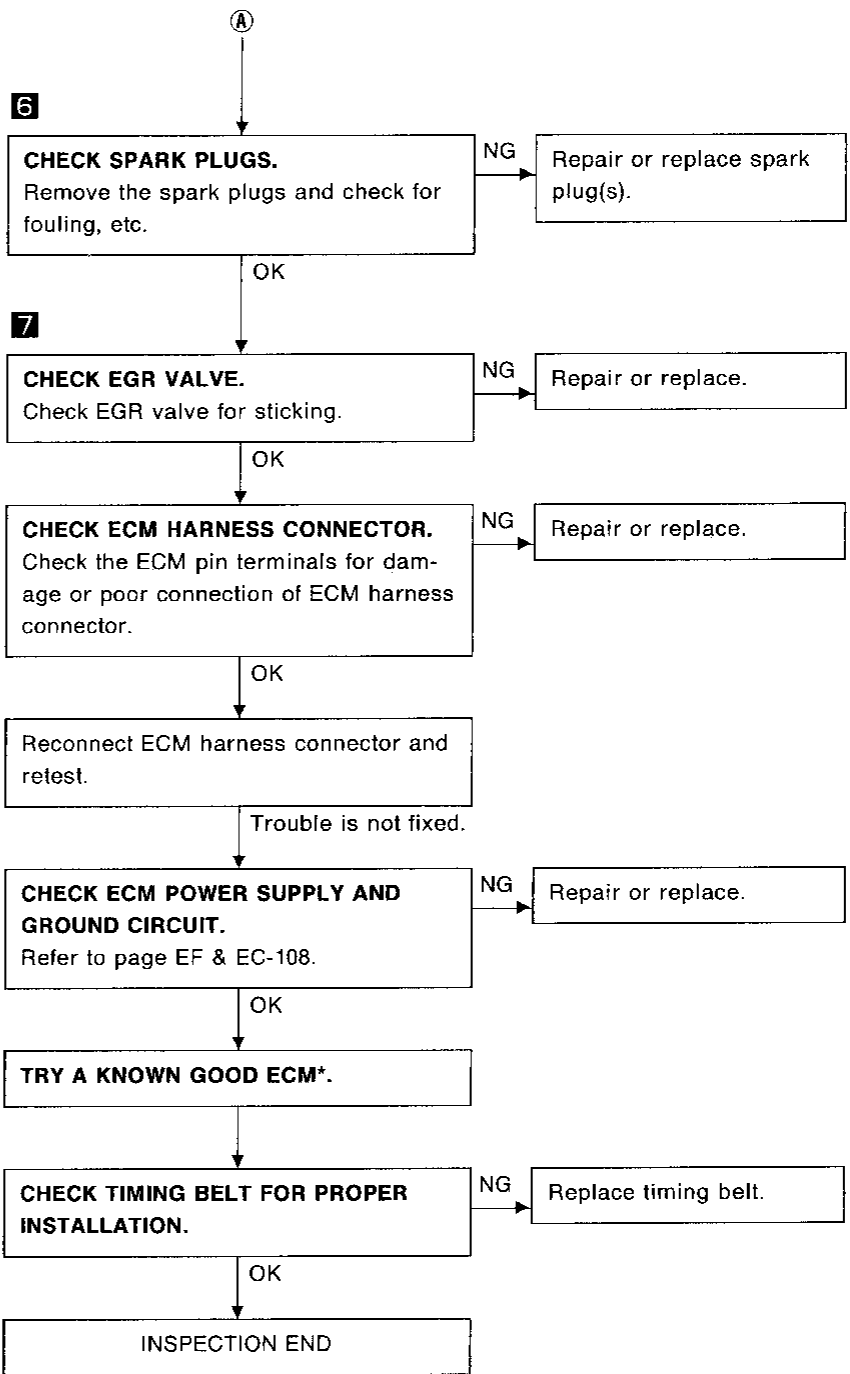 A
6
CHECK SPARK PLUGS.
Remove the spark plugs and check for
fouling, etc.
NG
Repair or replace spark
plug(s).
OK
7
CHECK EGR VALVE.
Check EGR valve for sticking.
NG
Repair or replace.
OK
CHECK ECM HARNESS CONNECTOR.
Check the ECM pin terminals for dam-
age or poor connection of ECM harness
connector.
NG
Repair or replace.
OK
Reconnect ECM harness connector and
retest.
Trouble is not fixed.
CHECK ECM POWER SUPPLY AND
GROUND CIRCUIT.
Refer to page EF & EC-108.
NG
Repair or replace.
OK
TRY A KNOWN GOOD ECM*.
CHECK TIMING BELT FOR PROPER
INSTALLATION.
NG
Replace timing belt.
OK
INSPECTION END